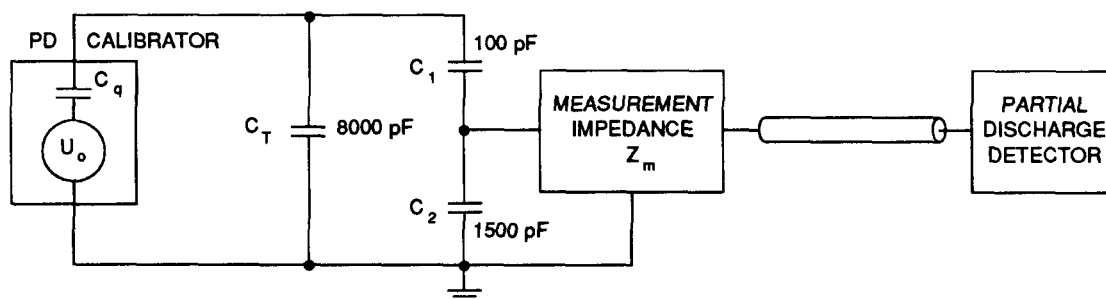 PD CALIBRATOR
C_q
U_o
C_T
8000 pF
100 pF
C_1
C_2
1500 pF
MEASUREMENT
IMPEDANCE
Z_m
PARTIAL
DISCHARGE
DETECTOR